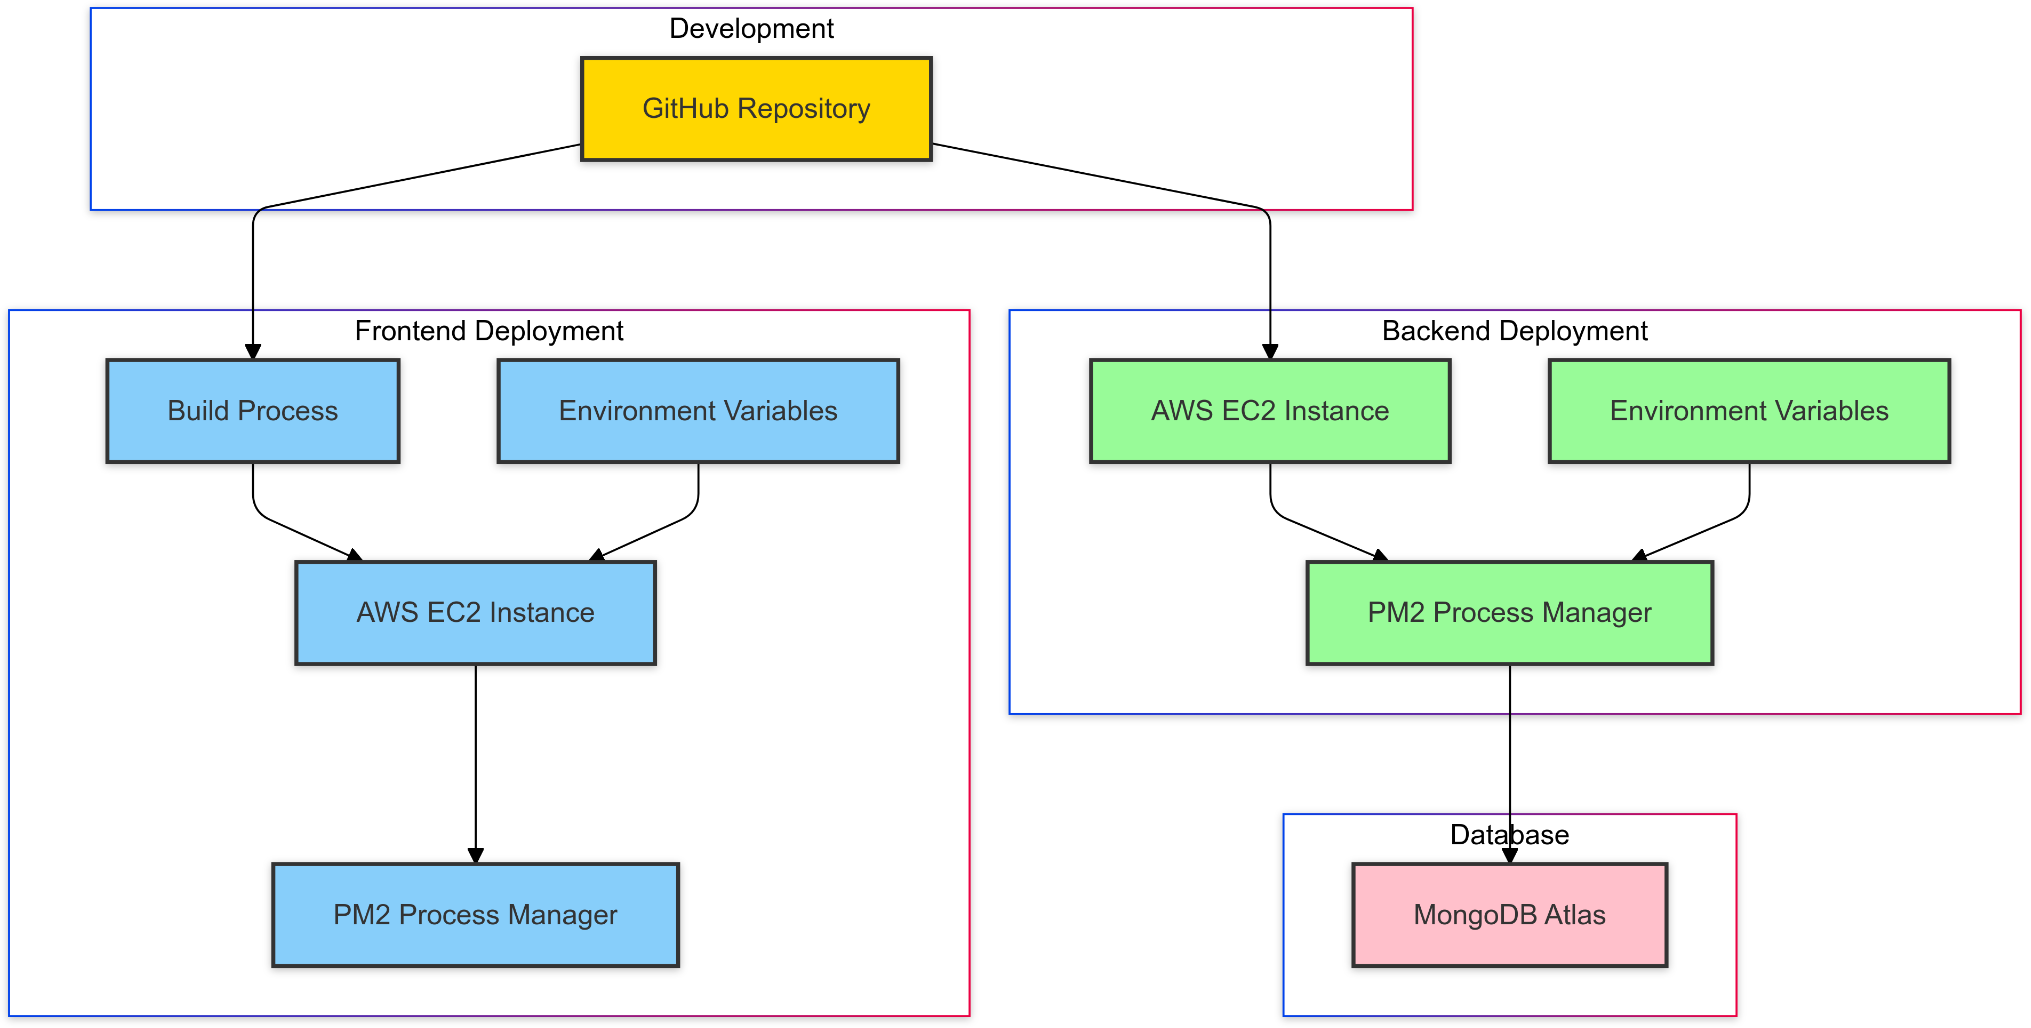 Development
GitHub Repository
Frontend Deployment
Build Process
Environment Variables
AWS EC2 Instance
PM2 Process Manager
Backend Deployment
AWS EC2 Instance
Environment Variables
PM2 Process Manager
Database
MongoDB Atlas